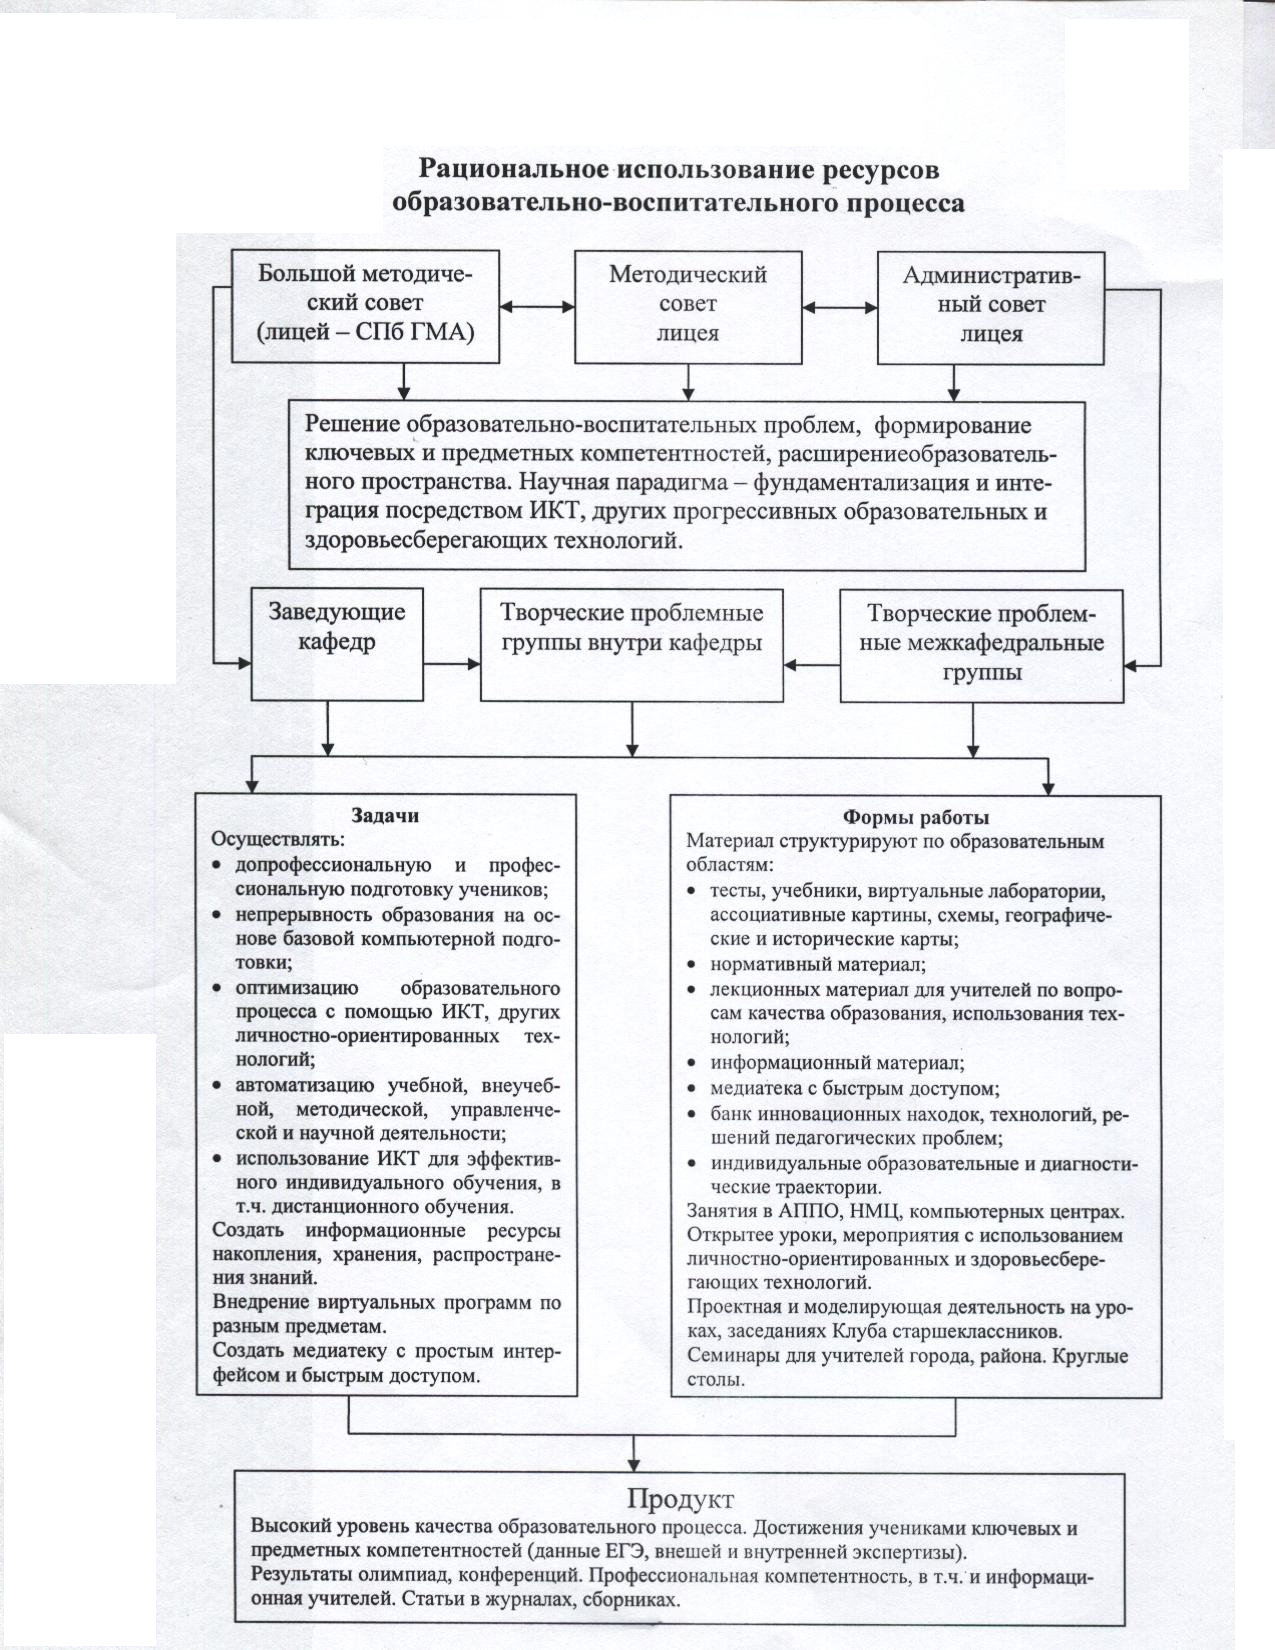 Рациональное использование ресурсов
образовательно-воспитательного процесса
Большой методиче-
ский совет
(лицей – СПб ГМА)
Методический
совет
лицея
Административ-
ный совет
лицея
Решение образовательно-воспитательных проблем, формирование
ключевых и предметных компетентностей, расширениеобразователь-
ного пространства. Научная парадигма – фундаментализация и инте-
грация посредством ИКТ, других прогрессивных образовательных и
здоровьесберегающих технологий.
Заведующие
кафедр
Творческие проблемные
группы внутри кафедры
Творческие проблем-
ные межкафедральные
группы
Задачи
Осуществлять:
• допрофессиональную и профес-
сиональную подготовку учеников;
• непрерывность образования на ос-
нове базовой компьютерной подго-
товки;
• оптимизацию образовательного
процесса с помощью ИКТ, других
личностно-ориентированных тех-
нологий;
• автоматизацию учебной, внеучеб-
ной, методической, управленче-
ской и научной деятельности;
• использование ИКТ для эффектив-
ного индивидуального обучения, в
т.ч. дистанционного обучения.
Создать информационные ресурсы
накопления, хранения, распростране-
ния знаний.
Внедрение виртуальных программ по
разным предметам.
Создать медиатеку с простым интер-
фейсом и быстрым доступом.
Формы работы
Материал структурируют по образовательным
областям:
• тесты, учебники, виртуальные лаборатории,
ассоциативные картины, схемы, географиче-
ские и исторические карты;
• нормативный материал;
• лекционных материал для учителей по вопро-
сам качества образования, использования тех-
нологий;
• информационный материал;
• медиатека с быстрым доступом;
• банк инновационных находок, технологий, ре-
шений педагогических проблем;
• индивидуальные образовательные и диагности-
ческие траектории.
Занятия в АППО, НМЦ, компьютерных центрах.
Открытее уроки, мероприятия с использованием
личностно-ориентированных и здоровьесбере-
гающих технологий.
Проектная и моделирующая деятельность на уро-
ках, заседаниях Клуба старшеклассников.
Семинары для учителей города, района. Круглые
столы.
Продукт
Высокий уровень качества образовательного процесса. Достижения учениками ключевых и
предметных компетентностей (данные ЕГЭ, внешей и внутренней экспертизы).
Результаты олимпиад, конференций. Профессиональная компетентность, в т.ч. и информаци-
онная учителей. Статьи в журналах, сборниках.